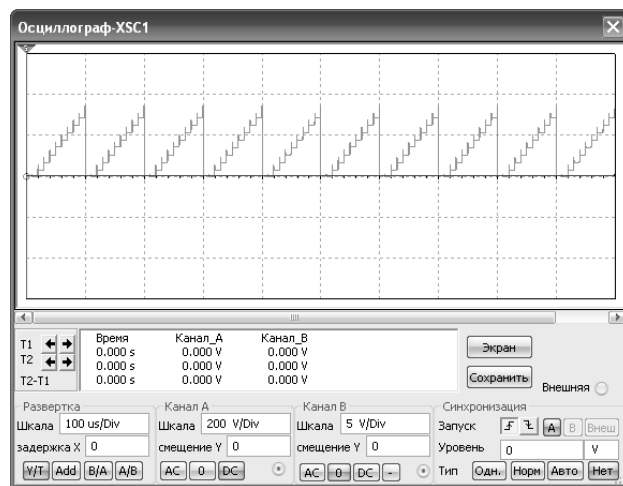 Осциллограф-XSC1
T1
T2
T2-T1
Время Канал_A Канал_B
0.000 s 0.000 V 0.000 V
0.000 s 0.000 V 0.000 V
0.000 s 0.000 V 0.000 V
Экран
Сохранить
Внешняя
Развертка
Шкала 100 us/Div
задержка X 0
Y/T Add B/A A/B
Канал A
Шкала 200 V/Div
смещение Y 0
AC 0 DC
Канал B
Шкала 5 V/Div
смещение Y 0
AC 0 DC -
Синхронизация
Запуск A B Внеш
Уровень 0 V
Тип Одн. Норм Авто Нет